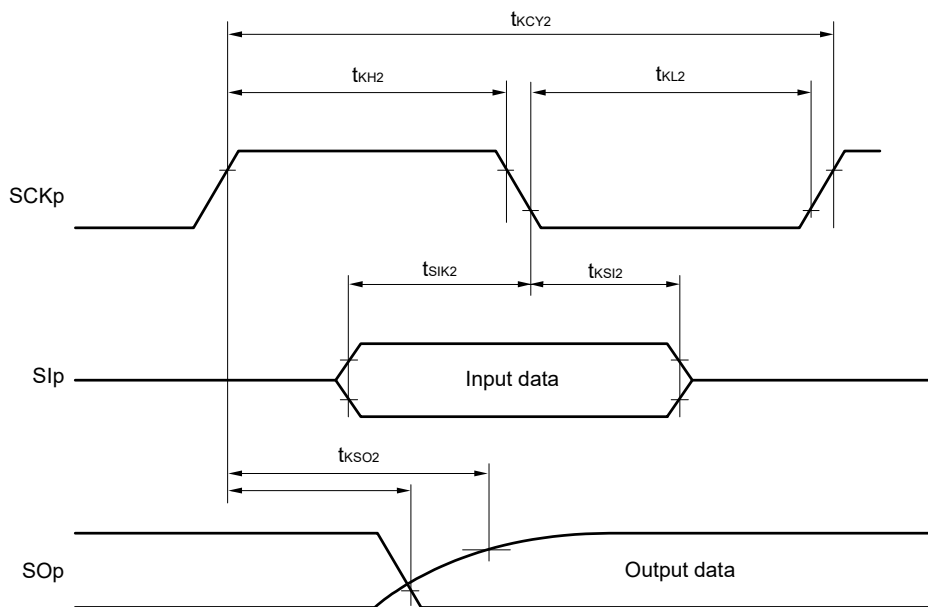 tKCY2
tKH2
tKL2
SCKp
tSIK2
tKSI2
SIp
Input data
tKSO2
SOp
Output data